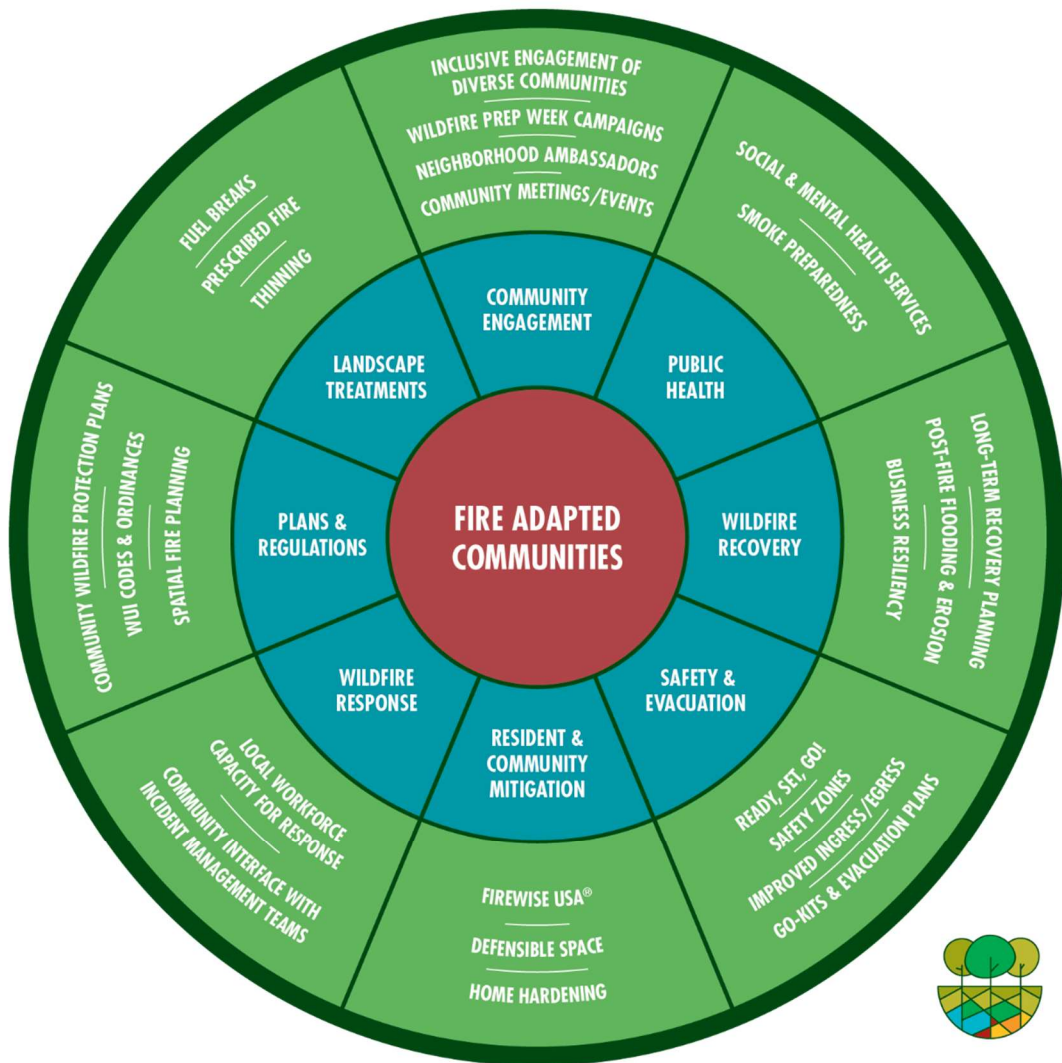 INCLUSIVE ENGAGEMENT OF
DIVERSE COMMUNITIES
WILDFIRE PREP WEEK CAMPAIGNS
NEIGHBORHOOD AMBASSADORS
COMMUNITY MEETINGS/EVENTS
COMMUNITY
ENGAGEMENT
SOCIAL & MENTAL HEALTH SERVICES
SMOKE PREPAREDNESS
PUBLIC
HEALTH
LONG-TERM RECOVERY PLANNING
POST-FIRE FLOODING & EROSION
BUSINESS RESILIENCY
WILDFIRE
RECOVERY
SAFETY &
EVACUATION
READY, SET, GO!
SAFETY ZONES
IMPROVED INGRESS/EGRESS
GO-KITS & EVACUATION PLANS
RESIDENT &
COMMUNITY
MITIGATION
FIREWISE USA®
DEFENSIBLE SPACE
HOME HARDENING
WILDFIRE
RESPONSE
LOCAL WORKFORCE
CAPACITY FOR RESPONSE
COMMUNITY INTERFACE WITH
INCIDENT MANAGEMENT TEAMS
PLANS &
REGULATIONS
COMMUNITY WILDFIRE PROTECTION PLANS
WUI CODES & ORDINANCES
SPATIAL FIRE PLANNING
LANDSCAPE
TREATMENTS
FUEL BREAKS
PRESCRIBED FIRE
THINNING
FIRE ADAPTED
COMMUNITIES